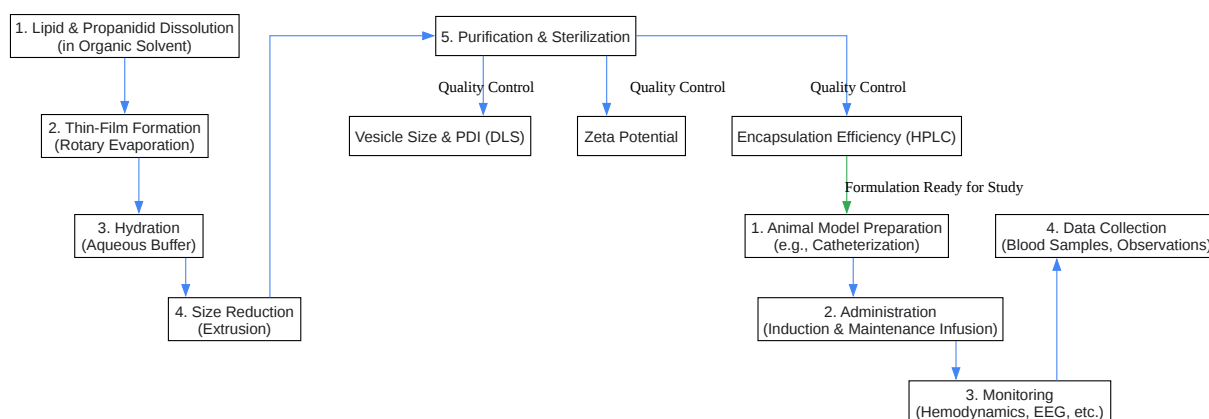 1. Lipid & Propanidid Dissolution
(in Organic Solvent)
2. Thin-Film Formation
(Rotary Evaporation)
3. Hydration
(Aqueous Buffer)
4. Size Reduction
(Extrusion)
5. Purification & Sterilization
Quality Control
Quality Control
Quality Control
Vesicle Size & PDI (DLS)
Zeta Potential
Encapsulation Efficiency (HPLC)
Formulation Ready for Study
1. Animal Model Preparation
(e.g., Catheterization)
2. Administration
(Induction & Maintenance Infusion)
3. Monitoring
(Hemodynamics, EEG, etc.)
4. Data Collection
(Blood Samples, Observations)